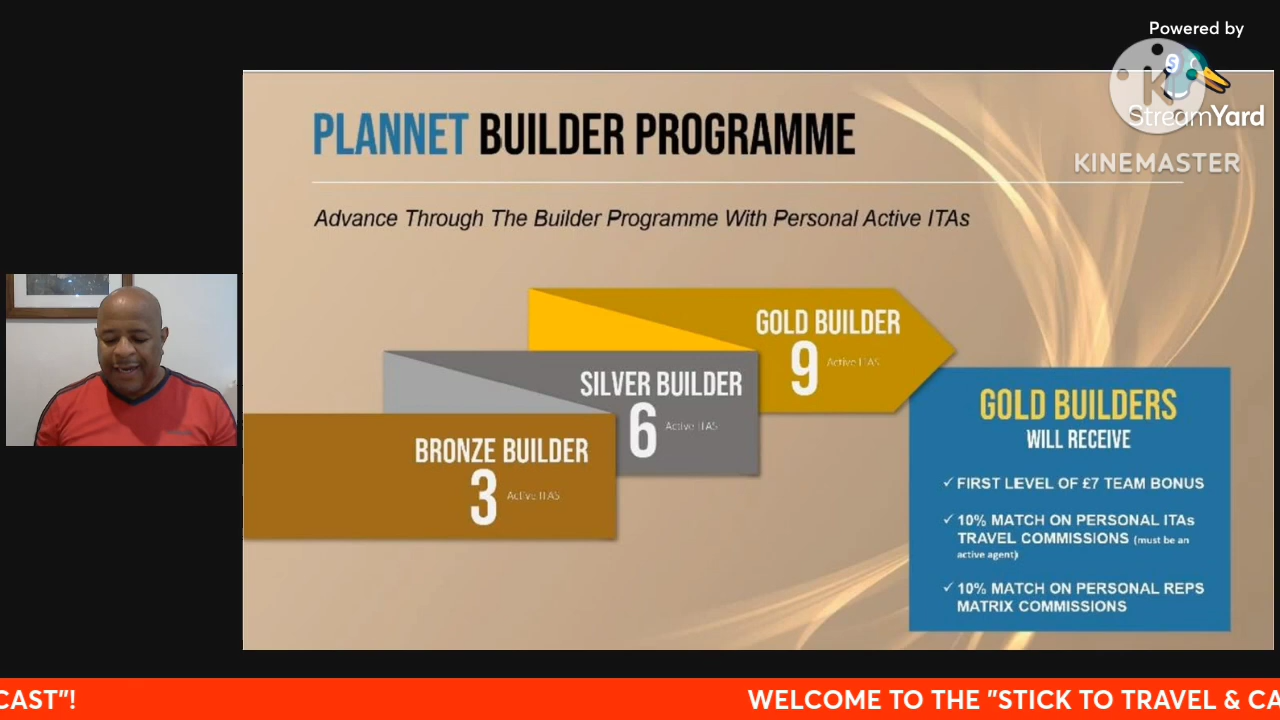 Powered by
StreamYard
KINEMASTER
PLANNET BUILDER PROGRAMME
Advance Through The Builder Programme With Personal Active ITAs
GOLD BUILDER
9 Active ITAS
SILVER BUILDER
6 Active ITAS
BRONZE BUILDER
3 Active ITAS
GOLD BUILDERS
WILL RECEIVE
✓ FIRST LEVEL OF £7 TEAM BONUS
✓ 10% MATCH ON PERSONAL ITAs
TRAVEL COMMISSIONS (must be an
active agent)
✓ 10% MATCH ON PERSONAL REPS
MATRIX COMMISSIONS
CAST"! WELCOME TO THE "STICK TO TRAVEL & CA